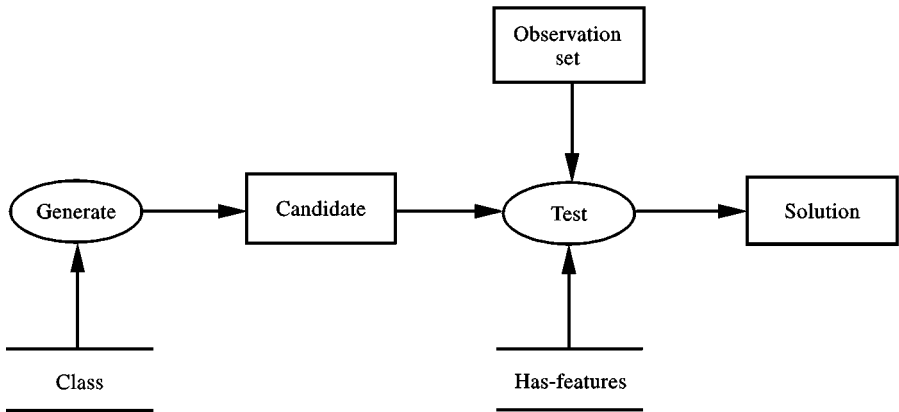 Observation
set
Generate
Candidate
Test
Solution
Class
Has-features